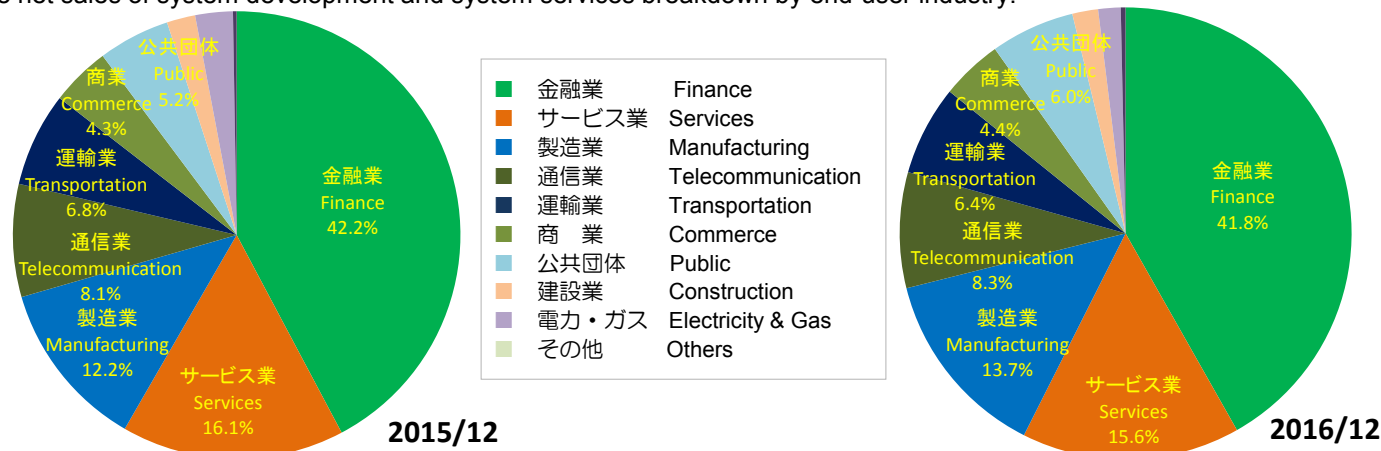 s net sales of system development and system services breakdown by end-user industry.
公共団体
Public
5.2%
商業
Commerce
4.3%
運輸業
Transportation
6.8%
通信業
Telecommunication
8.1%
製造業
Manufacturing
12.2%
サービス業
Services
16.1%
金融業
Finance
42.2%
2015/12
金融業 Finance
サービス業 Services
製造業 Manufacturing
通信業 Telecommunication
運輸業 Transportation
商 業 Commerce
公共団体 Public
建設業 Construction
電力・ガス Electricity & Gas
その他 Others
公共団体
Public
6.0%
商業
Commerce
4.4%
運輸業
Transportation
6.4%
通信業
Telecommunication
8.3%
製造業
Manufacturing
13.7%
サービス業
Services
15.6%
金融業
Finance
41.8%
2016/12